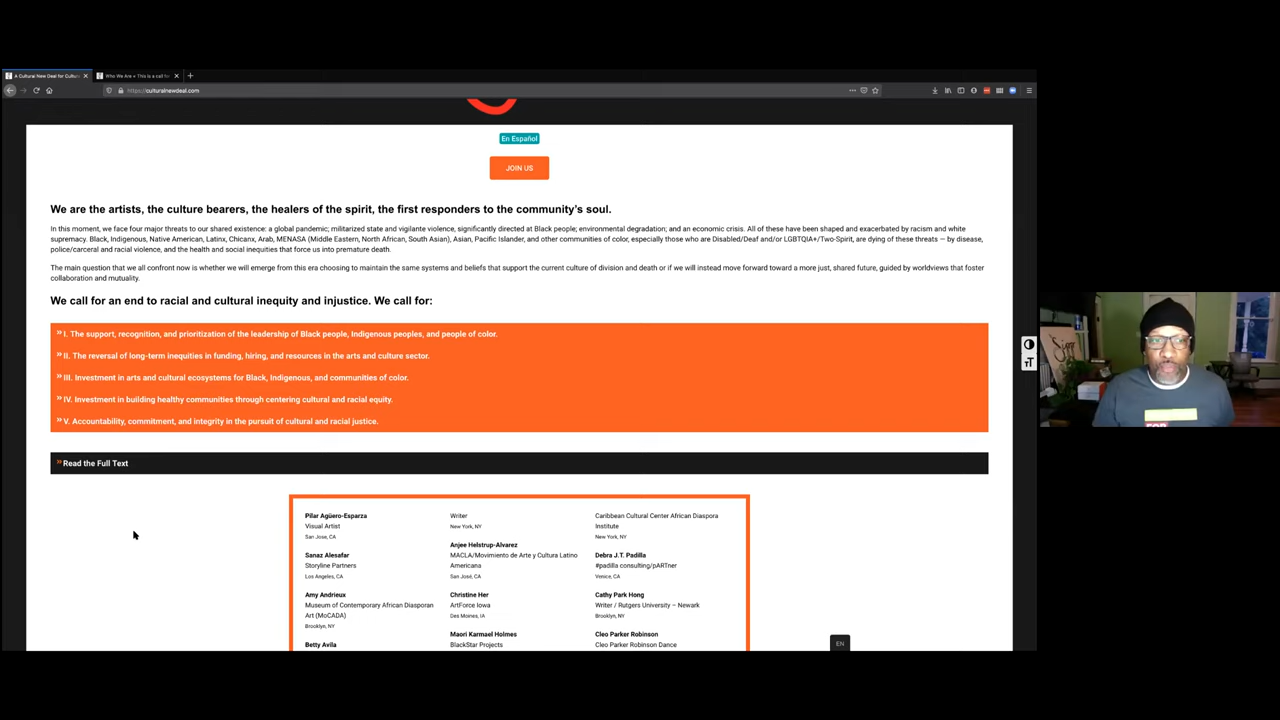 A Cultural New Deal for Cultu
Who We Are + This is a call for
https://culturalnewdeal.com
En Español
JOIN US
We are the artists, the culture bearers, the healers of the spirit, the first responders to the community's soul.
In this moment, we face four major threats to our shared existence: a global pandemic; militarized state and vigilante violence, significantly directed at Black people; environmental degradation; and an economic crisis. All of these have been shaped and exacerbated by racism and white
supremacy. Black, Indigenous, Native American, Latinx, Chicanx, Arab, MENASA (Middle Eastern, North African, South Asian), Asian, Pacific Islander, and other communities of color, especially those who are Disabled/Deaf and/or LGBTQIA+/Two-Spirit, are dying of these threats — by disease,
police/carceral and racial violence, and the health and social inequities that force us into premature death.
The main question that we all confront now is whether we will emerge from this era choosing to maintain the same systems and beliefs that support the current culture of division and death or if we will instead move forward toward a more just, shared future, guided by worldviews that foster
collaboration and mutuality.
We call for an end to racial and cultural inequity and injustice. We call for:
» I. The support, recognition, and prioritization of the leadership of Black people, Indigenous peoples, and people of color.
» II. The reversal of long-term inequities in funding, hiring, and resources in the arts and culture sector.
» III. Investment in arts and cultural ecosystems for Black, Indigenous, and communities of color.
» IV. Investment in building healthy communities through centering cultural and racial equity.
» V. Accountability, commitment, and integrity in the pursuit of cultural and racial justice.
» Read the Full Text
Pilar Agüero-Esparza
Visual Artist
San Jose, CA
Sanaz Alesafar
Storyline Partners
Los Angeles, CA
Amy Andrieux
Museum of Contemporary African Diasporan
Art (MoCADA)
Brooklyn, NY
Betty Avila
Writer
New York, NY
Anjee Helstrup-Alvarez
MACLA/Movimiento de Arte y Cultura Latino
Americana
San José, CA
Christine Her
ArtForce Iowa
Des Moines, IA
Maori Karmael Holmes
BlackStar Projects
Caribbean Cultural Center African Diaspora
Institute
New York, NY
Debra J.T. Padilla
#padilla consulting/pARTner
Venice, CA
Cathy Park Hong
Writer / Rutgers University – Newark
Brooklyn, NY
Cleo Parker Robinson
Cleo Parker Robinson Dance
EN
FOR